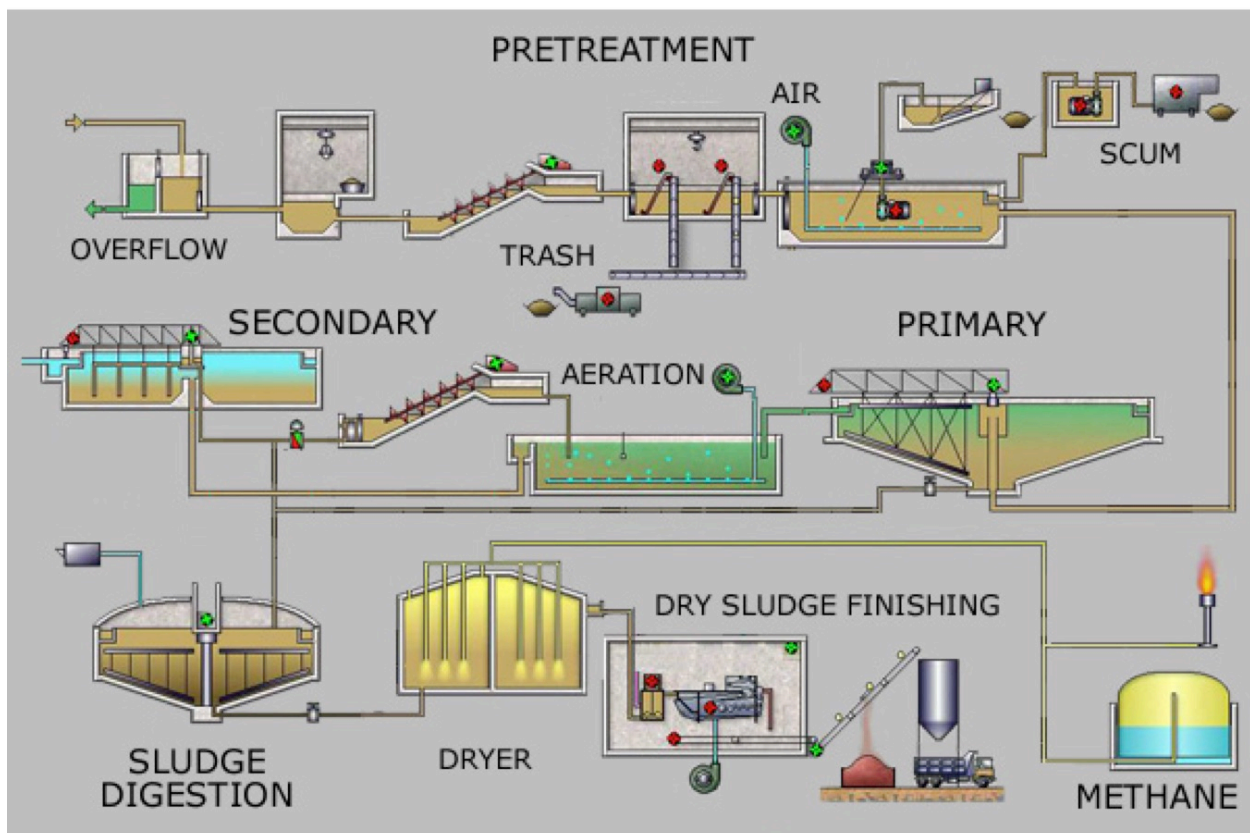 PRETREATMENT
AIR
SCUM
OVERFLOW
TRASH
SECONDARY
PRIMARY
AERATION
DRY SLUDGE FINISHING
SLUDGE
DIGESTION
DRYER
METHANE